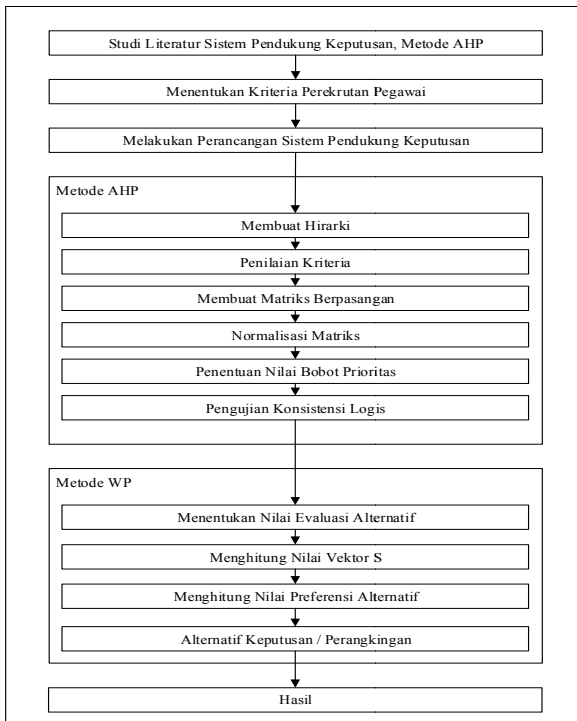 Studi Literatur Sistem Pendukung Keputusan, Metode AHP
Menentukan Kriteria Perekrutan Pegawai
Melakukan Perancangan Sistem Pendukung Keputusan
Metode AHP
Membuat Hirarki
Penilaian Kriteria
Membuat Matriks Berpasangan
Normalisasi Matriks
Penentuan Nilai Bobot Prioritas
Pengujian Konsistensi Logis
Metode WP
Menentukan Nilai Evaluasi Alternatif
Menghitung Nilai Vektor S
Menghitung Nilai Preferensi Alternatif
Alternatif Keputusan / Perangkingan
Hasil